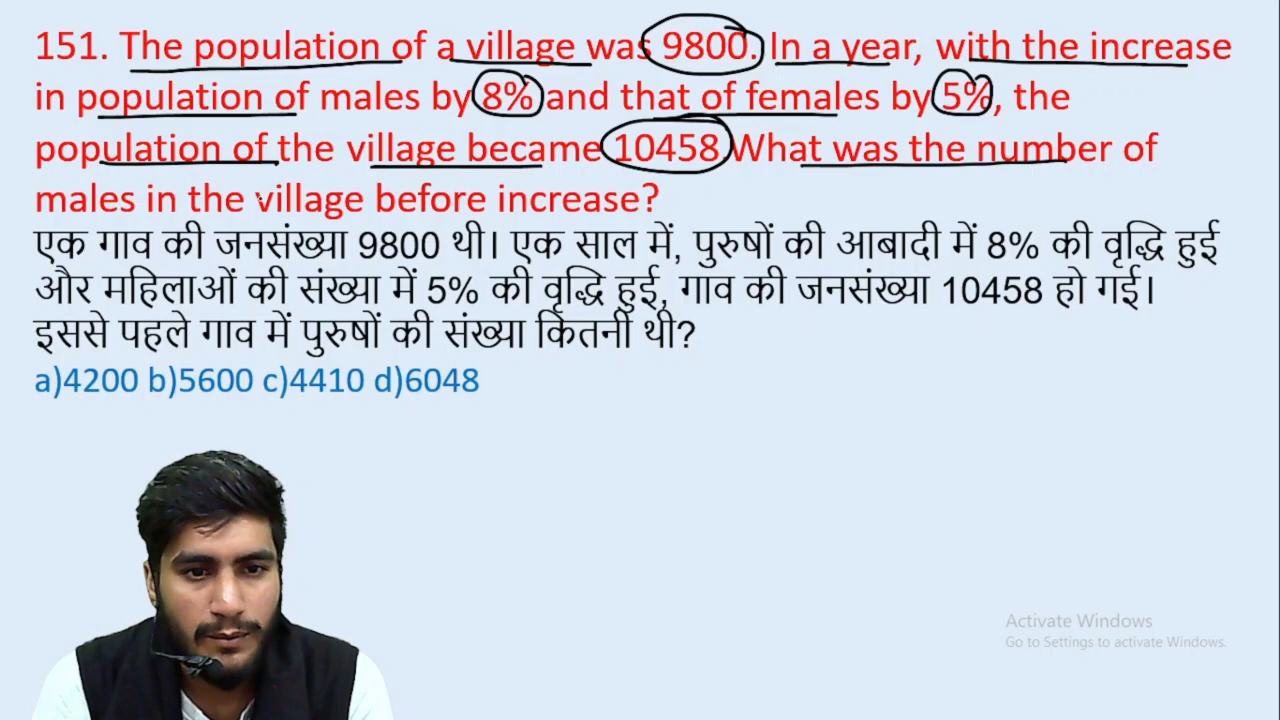 151. The population of a village was 9800. In a year, with the increase
in population of males by 8% and that of females by 5%, the
population of the village became 10458.What was the number of
males in the village before increase?
एक गाव की जनसंख्या 9800 थी। एक साल में, पुरुषों की आबादी में 8% की वृद्धि हुई
और महिलाओं की संख्या में 5% की वृद्धि हुई, गाव की जनसंख्या 10458 हो गई।
इससे पहले गाव में पुरुषों की संख्या कितनी थी?
a)4200 b)5600 c)4410 d)6048
Activate Windows
Go to Settings to activate Windows.